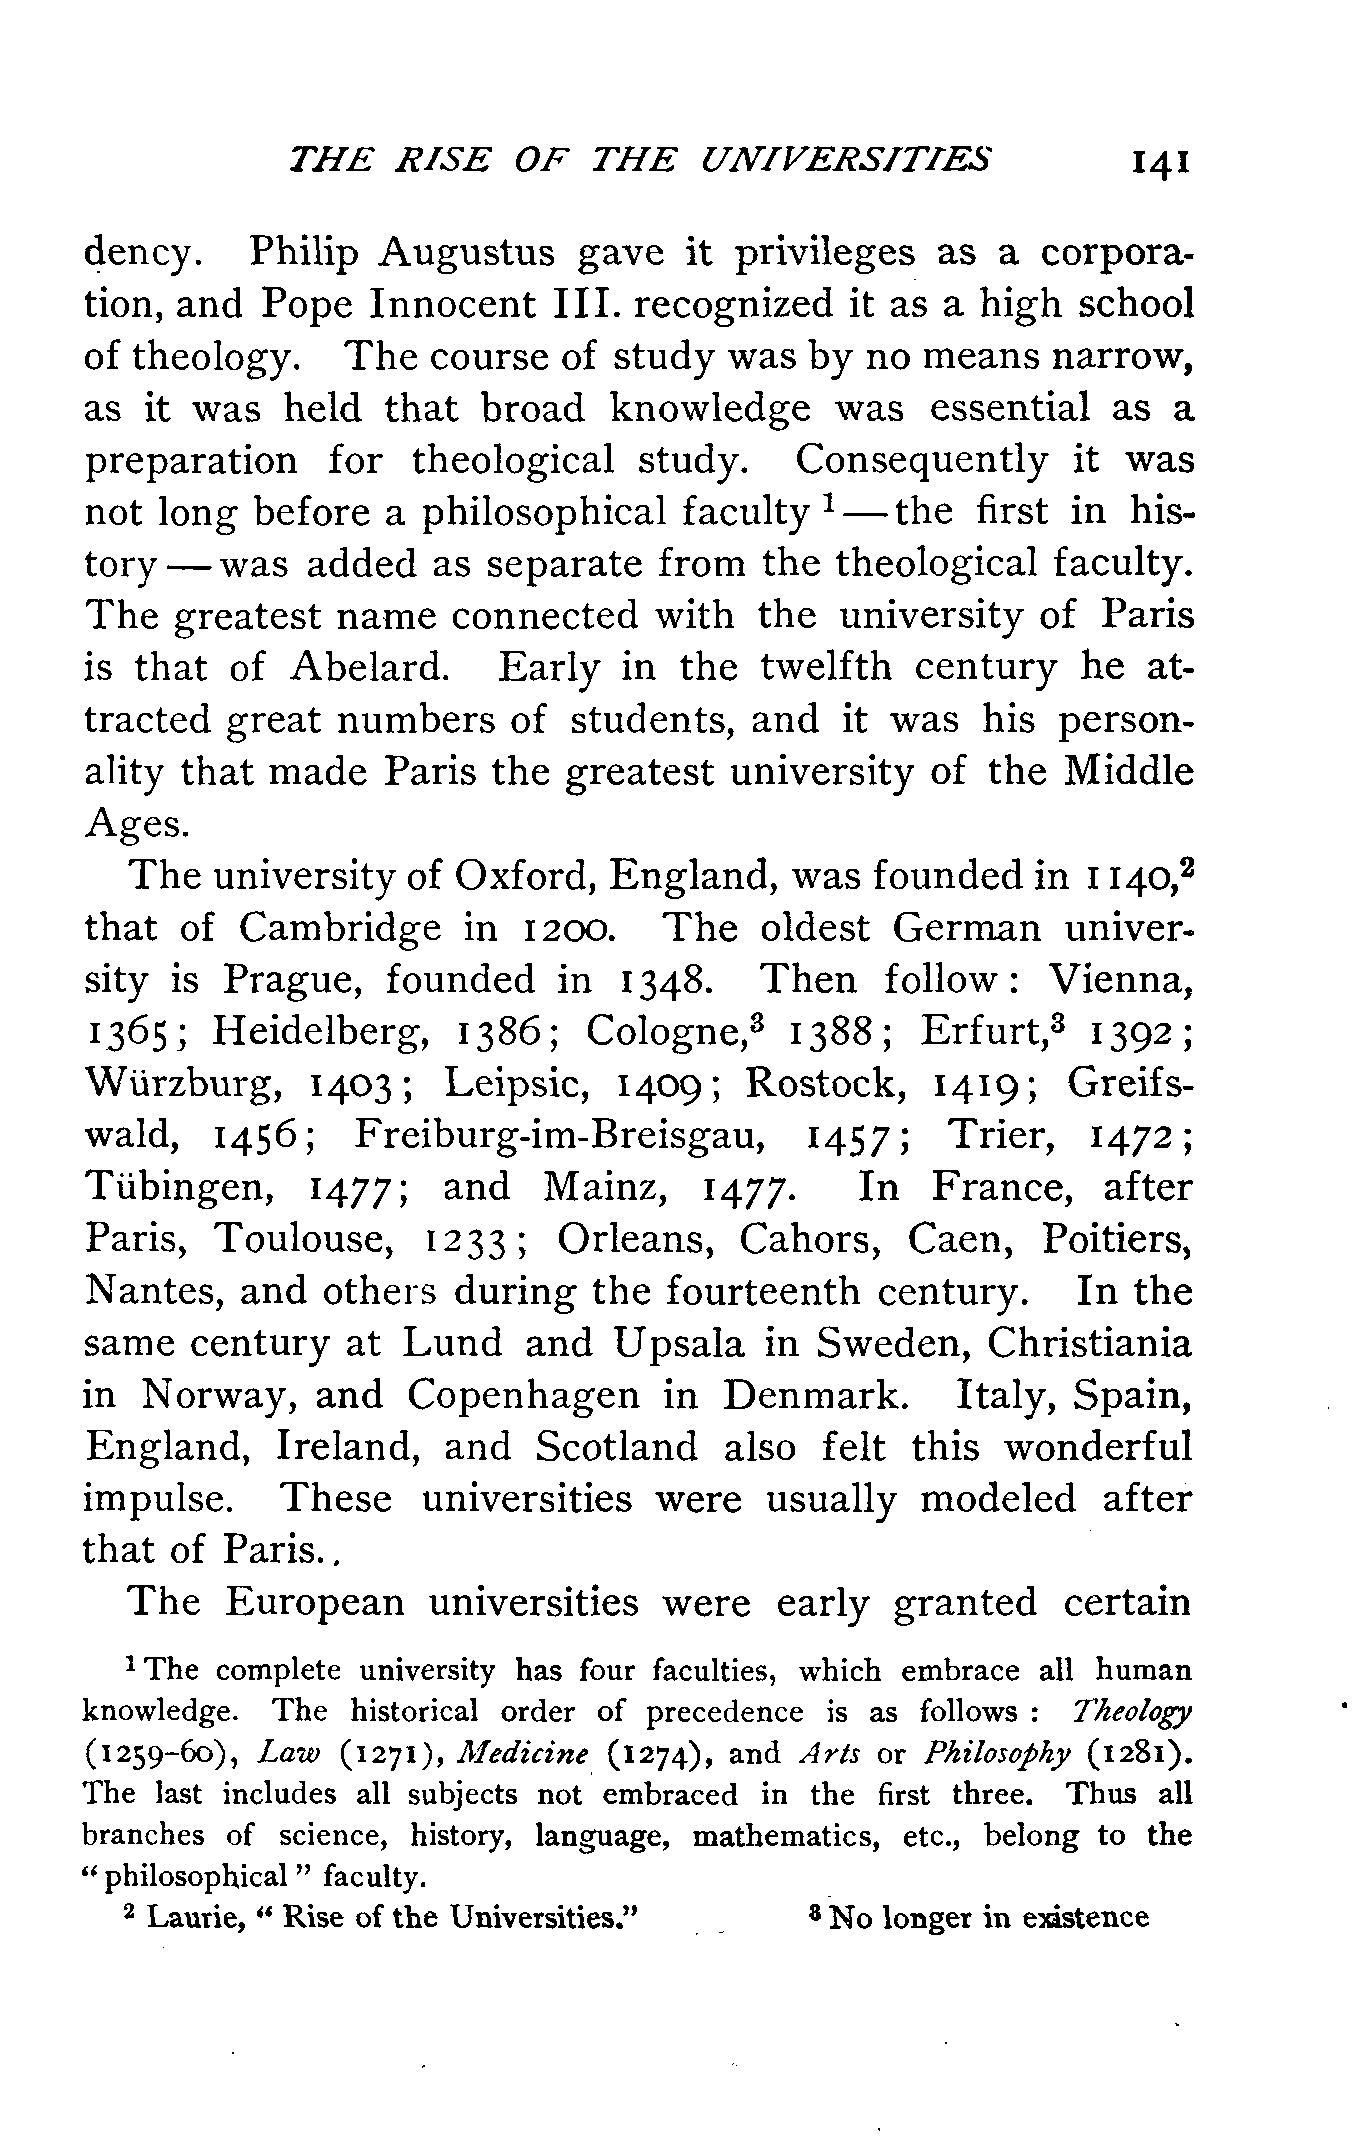 THE RISE OF THE UNIVERSITIES 141
dency. Philip Augustus gave it privileges as a corpora-
tion, and Pope Innocent III. recognized it as a high school
of theology. The course of study was by no means narrow,
as it was held that broad knowledge was essential as a
preparation for theological study. Consequently it was
not long before a philosophical faculty ¹ — the first in his-
tory — was added as separate from the theological faculty.
The greatest name connected with the university of Paris
is that of Abelard. Early in the twelfth century he at-
tracted great numbers of students, and it was his person-
ality that made Paris the greatest university of the Middle
Ages.
The university of Oxford, England, was founded in 1140,²
that of Cambridge in 1200. The oldest German univer-
sity is Prague, founded in 1348. Then follow : Vienna,
1365; Heidelberg, 1386; Cologne,³ 1388; Erfurt,³ 1392;
Würzburg, 1403; Leipsic, 1409; Rostock, 1419; Greifs-
wald, 1456; Freiburg-im-Breisgau, 1457; Trier, 1472;
Tübingen, 1477; and Mainz, 1477. In France, after
Paris, Toulouse, 1233; Orleans, Cahors, Caen, Poitiers,
Nantes, and others during the fourteenth century. In the
same century at Lund and Upsala in Sweden, Christiania
in Norway, and Copenhagen in Denmark. Italy, Spain,
England, Ireland, and Scotland also felt this wonderful
impulse. These universities were usually modeled after
that of Paris. .
The European universities were early granted certain
¹ The complete university has four faculties, which embrace all human
knowledge. The historical order of precedence is as follows : Theology
(1259–60), Law (1271), Medicine (1274), and Arts or Philosophy (1281).
The last includes all subjects not embraced in the first three. Thus all
branches of science, history, language, mathematics, etc., belong to the
“ philosophical ” faculty.
² Laurie, “ Rise of the Universities.” ³ No longer in existence